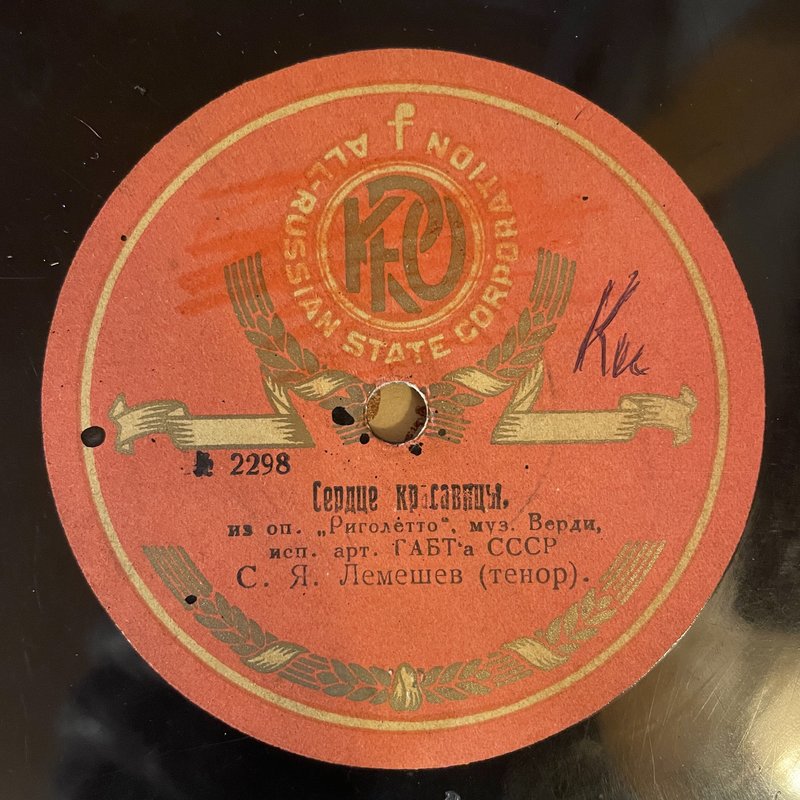 ALL-RUSSIAN STATE CORPORATION
№ 2298
Сердце красавицы,
из оп. „Риголетто“, муз. Верди,
исп. арт. ГАБТ'а СССР
С. Я. Лемешев (тенор).